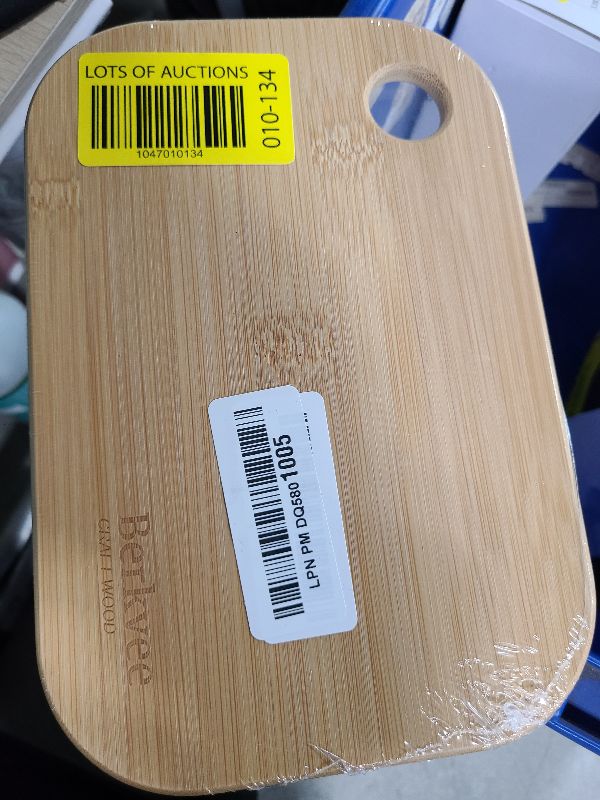 LOTS OF AUCTIONS
1047010134
010-134
LPN PM DQ580 1005
Berkvee
CRAFT WOOD